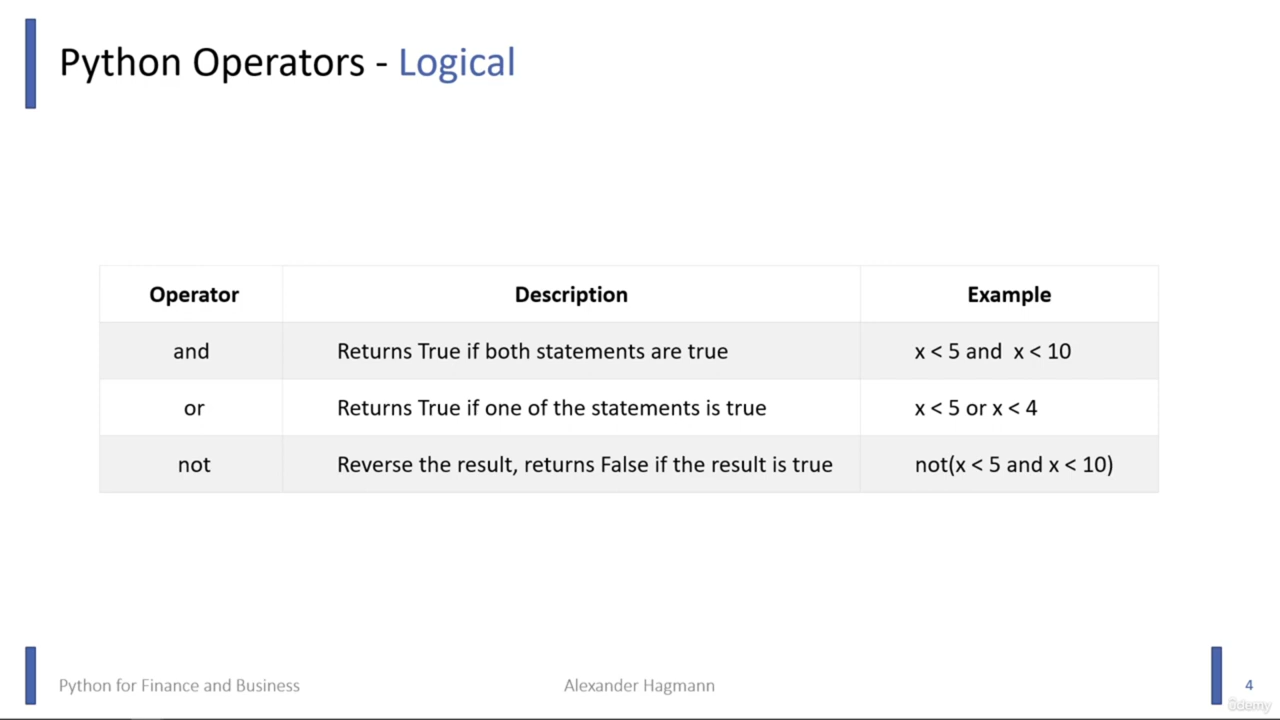 Python Operators - Logical
Operator Description Example
and Returns True if both statements are true x < 5 and  x < 10
or Returns True if one of the statements is true x < 5 or x < 4
not Reverse the result, returns False if the result is true not(x < 5 and x < 10)
Python for Finance and Business Alexander Hagmann 4
ûdemy